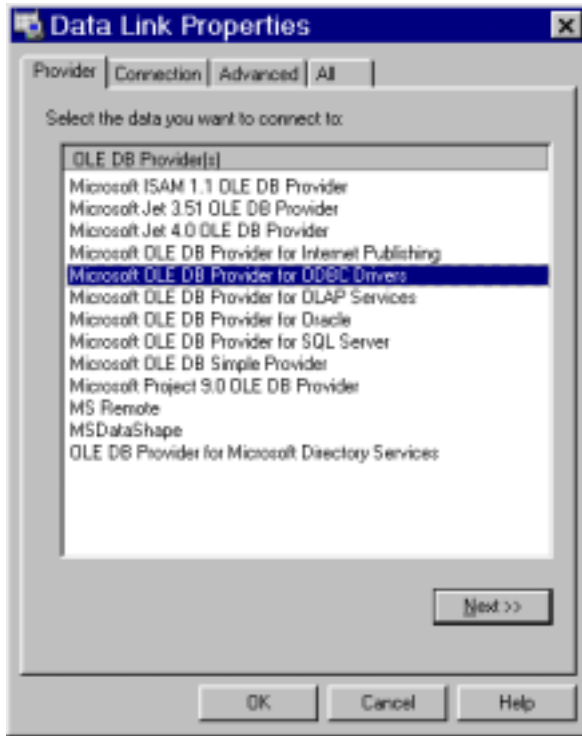 Data Link Properties
Provider Connection Advanced All
Select the data you want to connect to:
OLE DB Provider(s)
Microsoft ISAM 1.1 OLE DB Provider
Microsoft Jet 3.51 OLE DB Provider
Microsoft Jet 4.0 OLE DB Provider
Microsoft OLE DB Provider for Internet Publishing
Microsoft OLE DB Provider for ODBC Drivers
Microsoft OLE DB Provider for OLAP Services
Microsoft OLE DB Provider for Oracle
Microsoft OLE DB Provider for SQL Server
Microsoft OLE DB Simple Provider
Microsoft Project 9.0 OLE DB Provider
MS Remote
MSDataShape
OLE DB Provider for Microsoft Directory Services
Next >>
OK Cancel Help